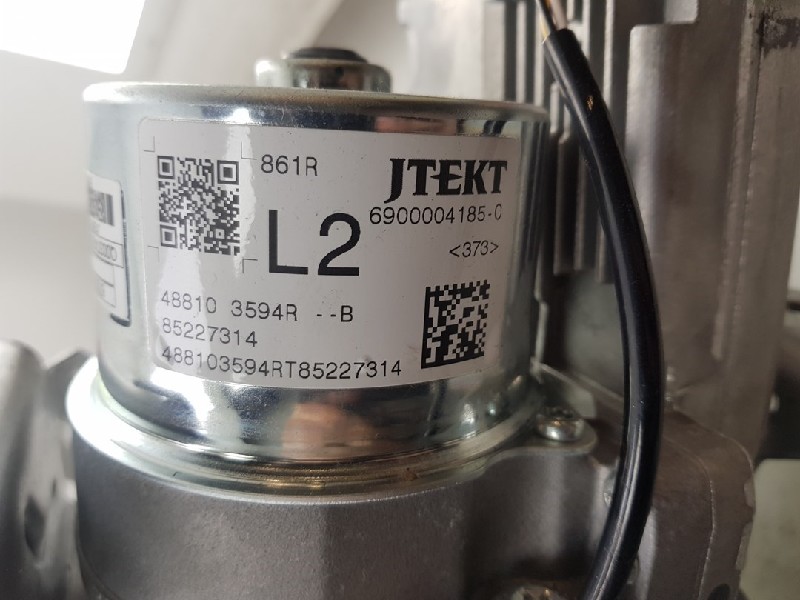 861R
JTEKT
6900004185-C
L2
<373>
48810 3594R --B
85227314
488103594RT85227314